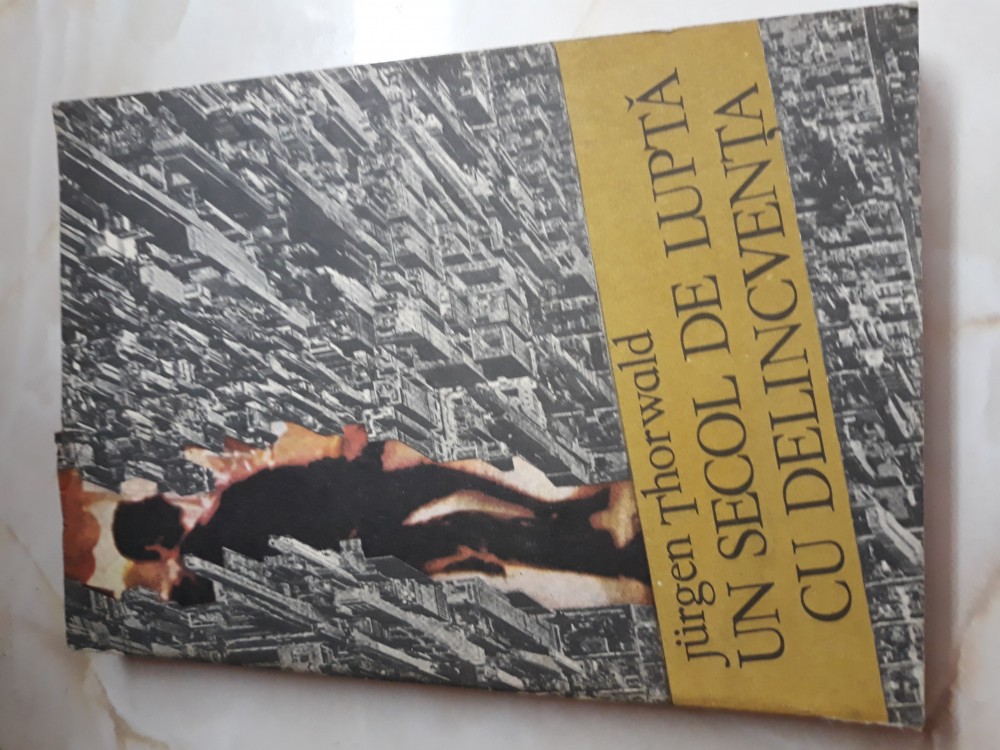 jürgen Thorwald
UN SECOL DE LUPTĂ
CU DELINCVENȚA